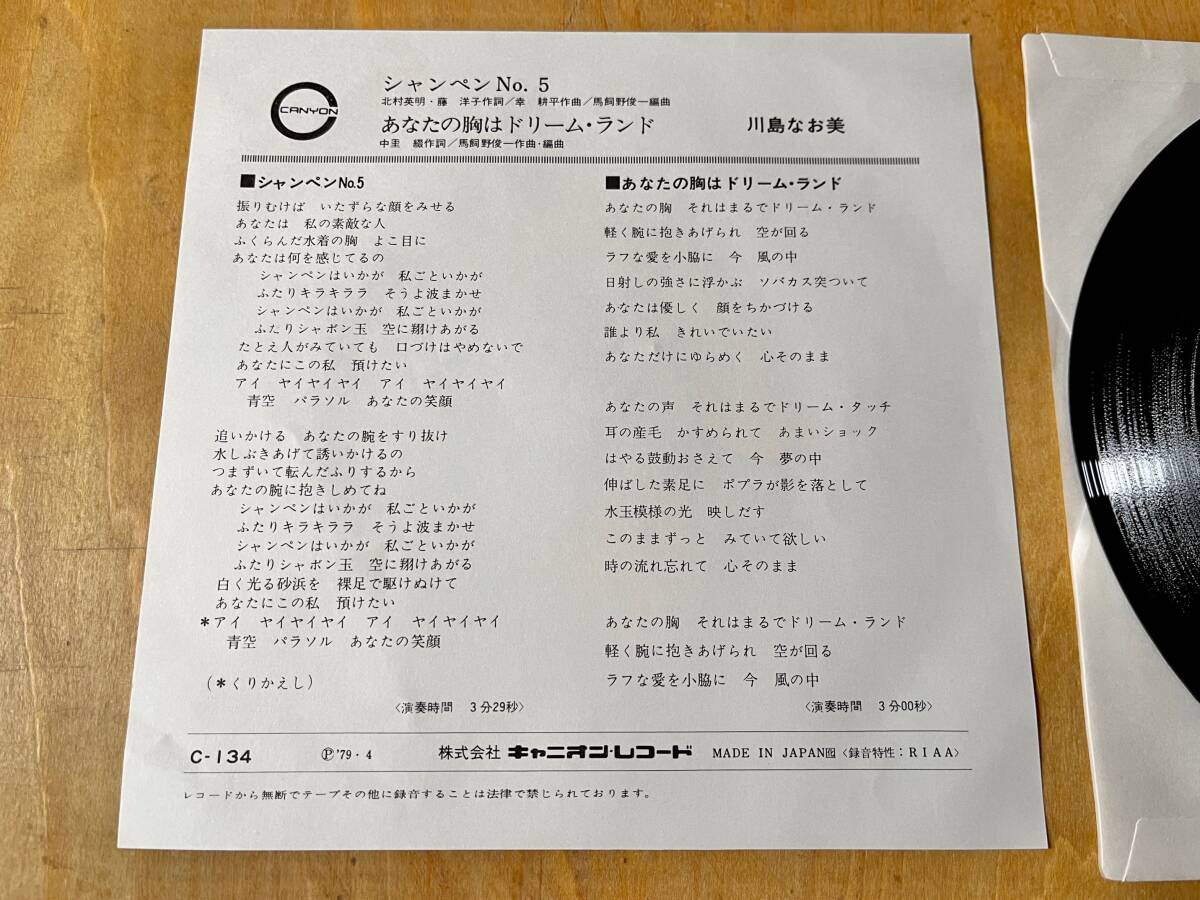 CANYON
シャンペンNo. 5
北村英明・藤　洋子作詞／幸　耕平作曲／馬飼野俊一編曲
あなたの胸はドリーム・ランド　川島なお美
中里　綴作詞／馬飼野俊一作曲・編曲
■シャンペンNo.5
振りむけば　いたずらな顔をみせる
あなたは　私の素敵な人
ふくらんだ水着の胸　よこ目に
あなたは何を感じてるの
シャンペンはいかが　私ごといかが
ふたりキラキララ　そうよ波まかせ
シャンペンはいかが　私ごといかが
ふたりシャボン玉　空に翔けあがる
たとえ人がみていても　口づけはやめないで
あなたにこの私　預けたい
アイ　ヤイヤイヤイ　アイ　ヤイヤイヤイ
青空　パラソル　あなたの笑顔
追いかける　あなたの腕をすり抜け
水しぶきあげて誘いかけるの
つまずいて転んだふりするから
あなたの腕に抱きしめてね
シャンペンはいかが　私ごといかが
ふたりキラキララ　そうよ波まかせ
シャンペンはいかが　私ごといかが
ふたりシャボン玉　空に翔けあがる
白く光る砂浜を　裸足で駆けぬけて
あなたにこの私　預けたい
＊アイ　ヤイヤイヤイ　アイ　ヤイヤイヤイ
青空　パラソル　あなたの笑顔
（＊くりかえし）
〈演奏時間　3分29秒〉
■あなたの胸はドリーム・ランド
あなたの胸　それはまるでドリーム・ランド
軽く腕に抱きあげられ　空が回る
ラフな愛を小脇に　今　風の中
日射しの強さに浮かぶ　ソバカス突ついて
あなたは優しく　顔をちかづける
誰より私　きれいでいたい
あなただけにゆらめく　心そのまま
あなたの声　それはまるでドリーム・タッチ
耳の産毛　かすめられて　あまいショック
はやる鼓動おさえて　今　夢の中
伸ばした素足に　ポプラが影を落として
水玉模様の光　映しだす
このままずっと　みていて欲しい
時の流れ忘れて　心そのまま
あなたの胸　それはまるでドリーム・ランド
軽く腕に抱きあげられ　空が回る
ラフな愛を小脇に　今　風の中
〈演奏時間　3分00秒〉
C-134　Ⓟ'79・4　株式会社 キャニオン・レコード　MADE IN JAPAN 〈録音特性：RIAA〉
レコードから無断でテープその他に録音することは法律で禁じられております。